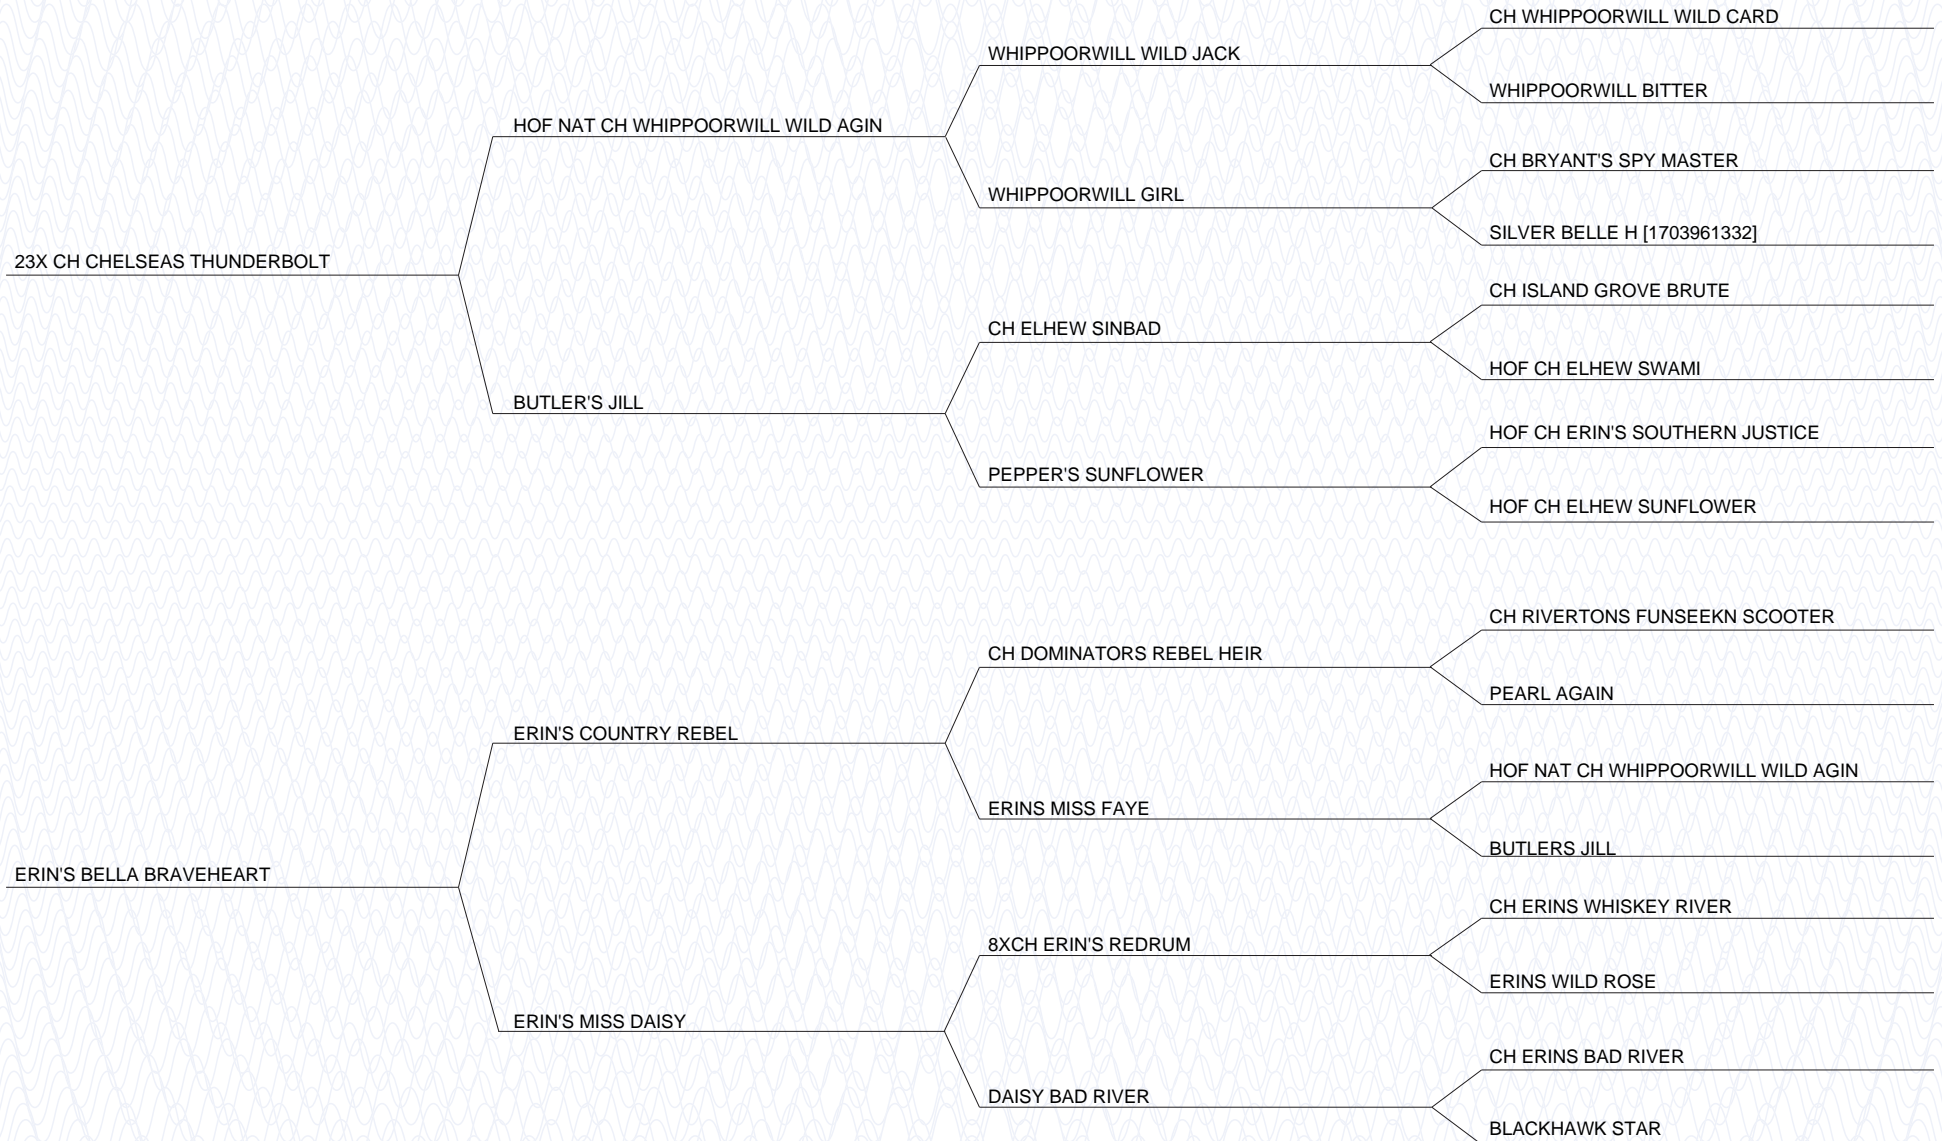 CH WHIPPOORWILL WILD CARD
WHIPPOORWILL WILD JACK
WHIPPOORWILL BITTER
HOF NAT CH WHIPPOORWILL WILD AGIN
CH BRYANT'S SPY MASTER
WHIPPOORWILL GIRL
SILVER BELLE H [1703961332]
23X CH CHELSEAS THUNDERBOLT
CH ISLAND GROVE BRUTE
CH ELHEW SINBAD
HOF CH ELHEW SWAMI
BUTLER'S JILL
HOF CH ERIN'S SOUTHERN JUSTICE
PEPPER'S SUNFLOWER
HOF CH ELHEW SUNFLOWER
CH RIVERTONS FUNSEEKN SCOOTER
CH DOMINATORS REBEL HEIR
PEARL AGAIN
ERIN'S COUNTRY REBEL
HOF NAT CH WHIPPOORWILL WILD AGIN
ERINS MISS FAYE
BUTLERS JILL
ERIN'S BELLA BRAVEHEART
CH ERINS WHISKEY RIVER
8XCH ERIN'S REDRUM
ERINS WILD ROSE
ERIN'S MISS DAISY
CH ERINS BAD RIVER
DAISY BAD RIVER
BLACKHAWK STAR